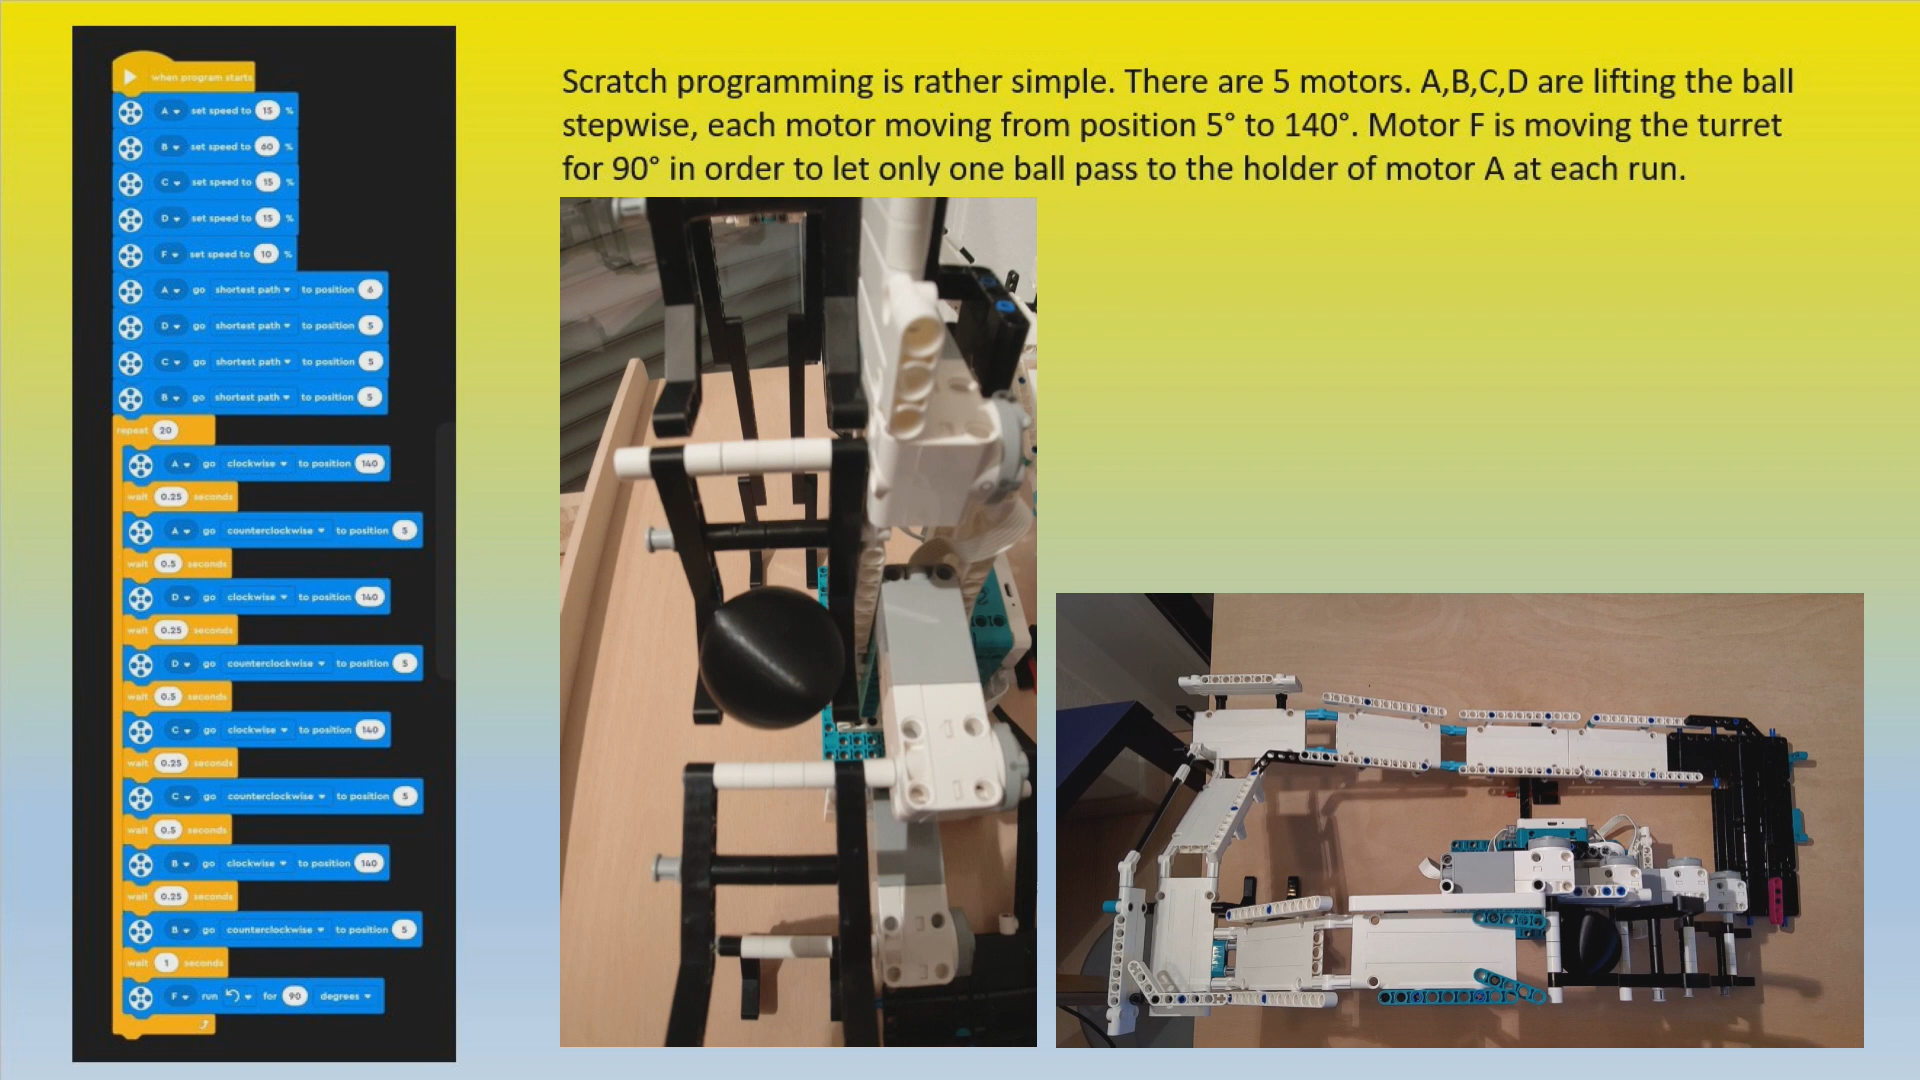 when program starts
A set speed to 15 %
B set speed to 60 %
C set speed to 15 %
D set speed to 15 %
F set speed to 10 %
A go shortest path to position 6
D go shortest path to position 5
C go shortest path to position 5
B go shortest path to position 5
repeat 20
A go clockwise to position 140
wait 0.25 seconds
A go counterclockwise to position 5
wait 0.5 seconds
D go clockwise to position 140
wait 0.25 seconds
D go counterclockwise to position 5
wait 0.5 seconds
C go clockwise to position 140
wait 0.25 seconds
C go counterclockwise to position 5
wait 0.5 seconds
B go clockwise to position 140
wait 0.25 seconds
B go counterclockwise to position 5
wait 1 seconds
F run for 90 degrees
Scratch programming is rather simple. There are 5 motors. A,B,C,D are lifting the ball
stepwise, each motor moving from position 5° to 140°. Motor F is moving the turret
for 90° in order to let only one ball pass to the holder of motor A at each run.